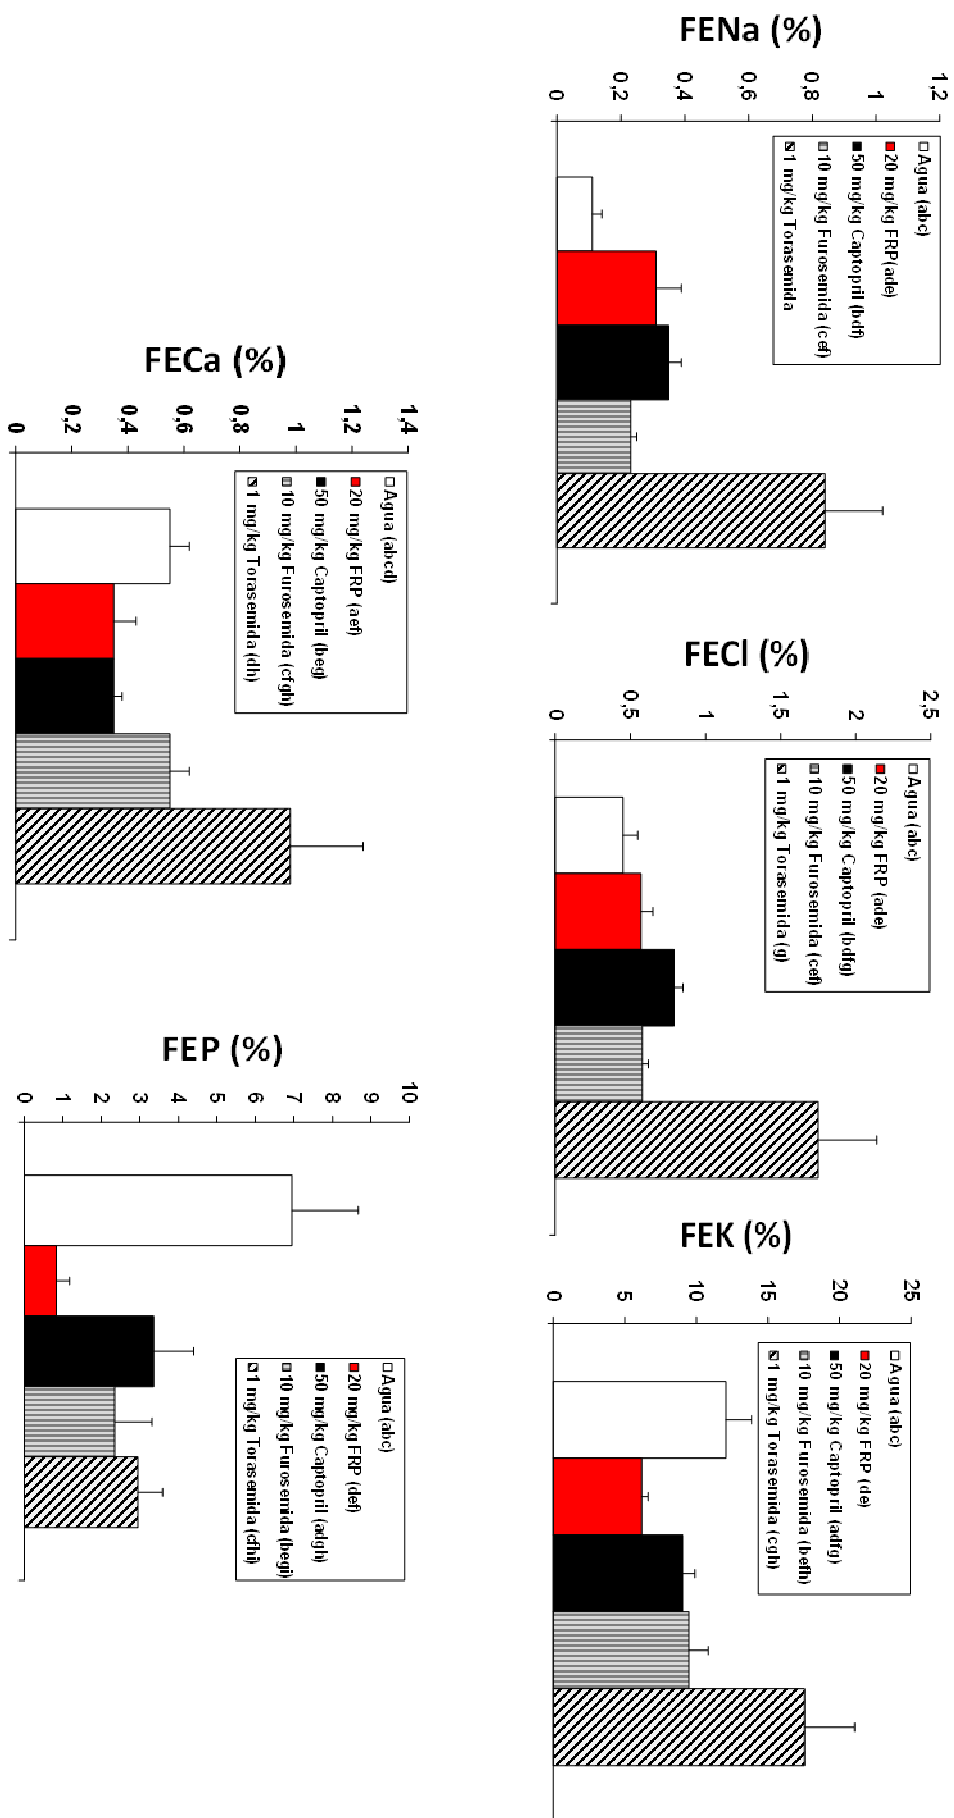 FENa (%)
1,2
1
0,8
0,6
0,4
0,2
0
Agua (abc)
20 mg/kg FRP(ade)
50 mg/kg Captopril (bdf)
10 mg/kg Furosemida (cef)
1 mg/kg Torasemida
FECl (%)
2,5
2
1,5
1
0,5
0
Agua (abc)
20 mg/kg FRP (ade)
50 mg/kg Captopril (bdfg)
10 mg/kg Furosemida (cef)
1 mg/kg Torasemida (g)
FEK (%)
25
20
15
10
5
0
Agua (abc)
20 mg/kg FRP (de)
50 mg/kg Captopril (adfg)
10 mg/kg Furosemida (befh)
1 mg/kg Torasemida (cgh)
FECa (%)
1,4
1,2
1
0,8
0,6
0,4
0,2
0
Agua (abcd)
20 mg/kg FRP (aef)
50 mg/kg Captopril (beg)
10 mg/kg Furosemida (cfgh)
1 mg/kg Torasemida (dh)
FEP (%)
10
9
8
7
6
5
4
3
2
1
0
Agua (abc)
20 mg/kg FRP (def)
50 mg/kg Captopril (adgh)
10 mg/kg Furosemida (begi)
1 mg/kg Torasemida (cfhi)